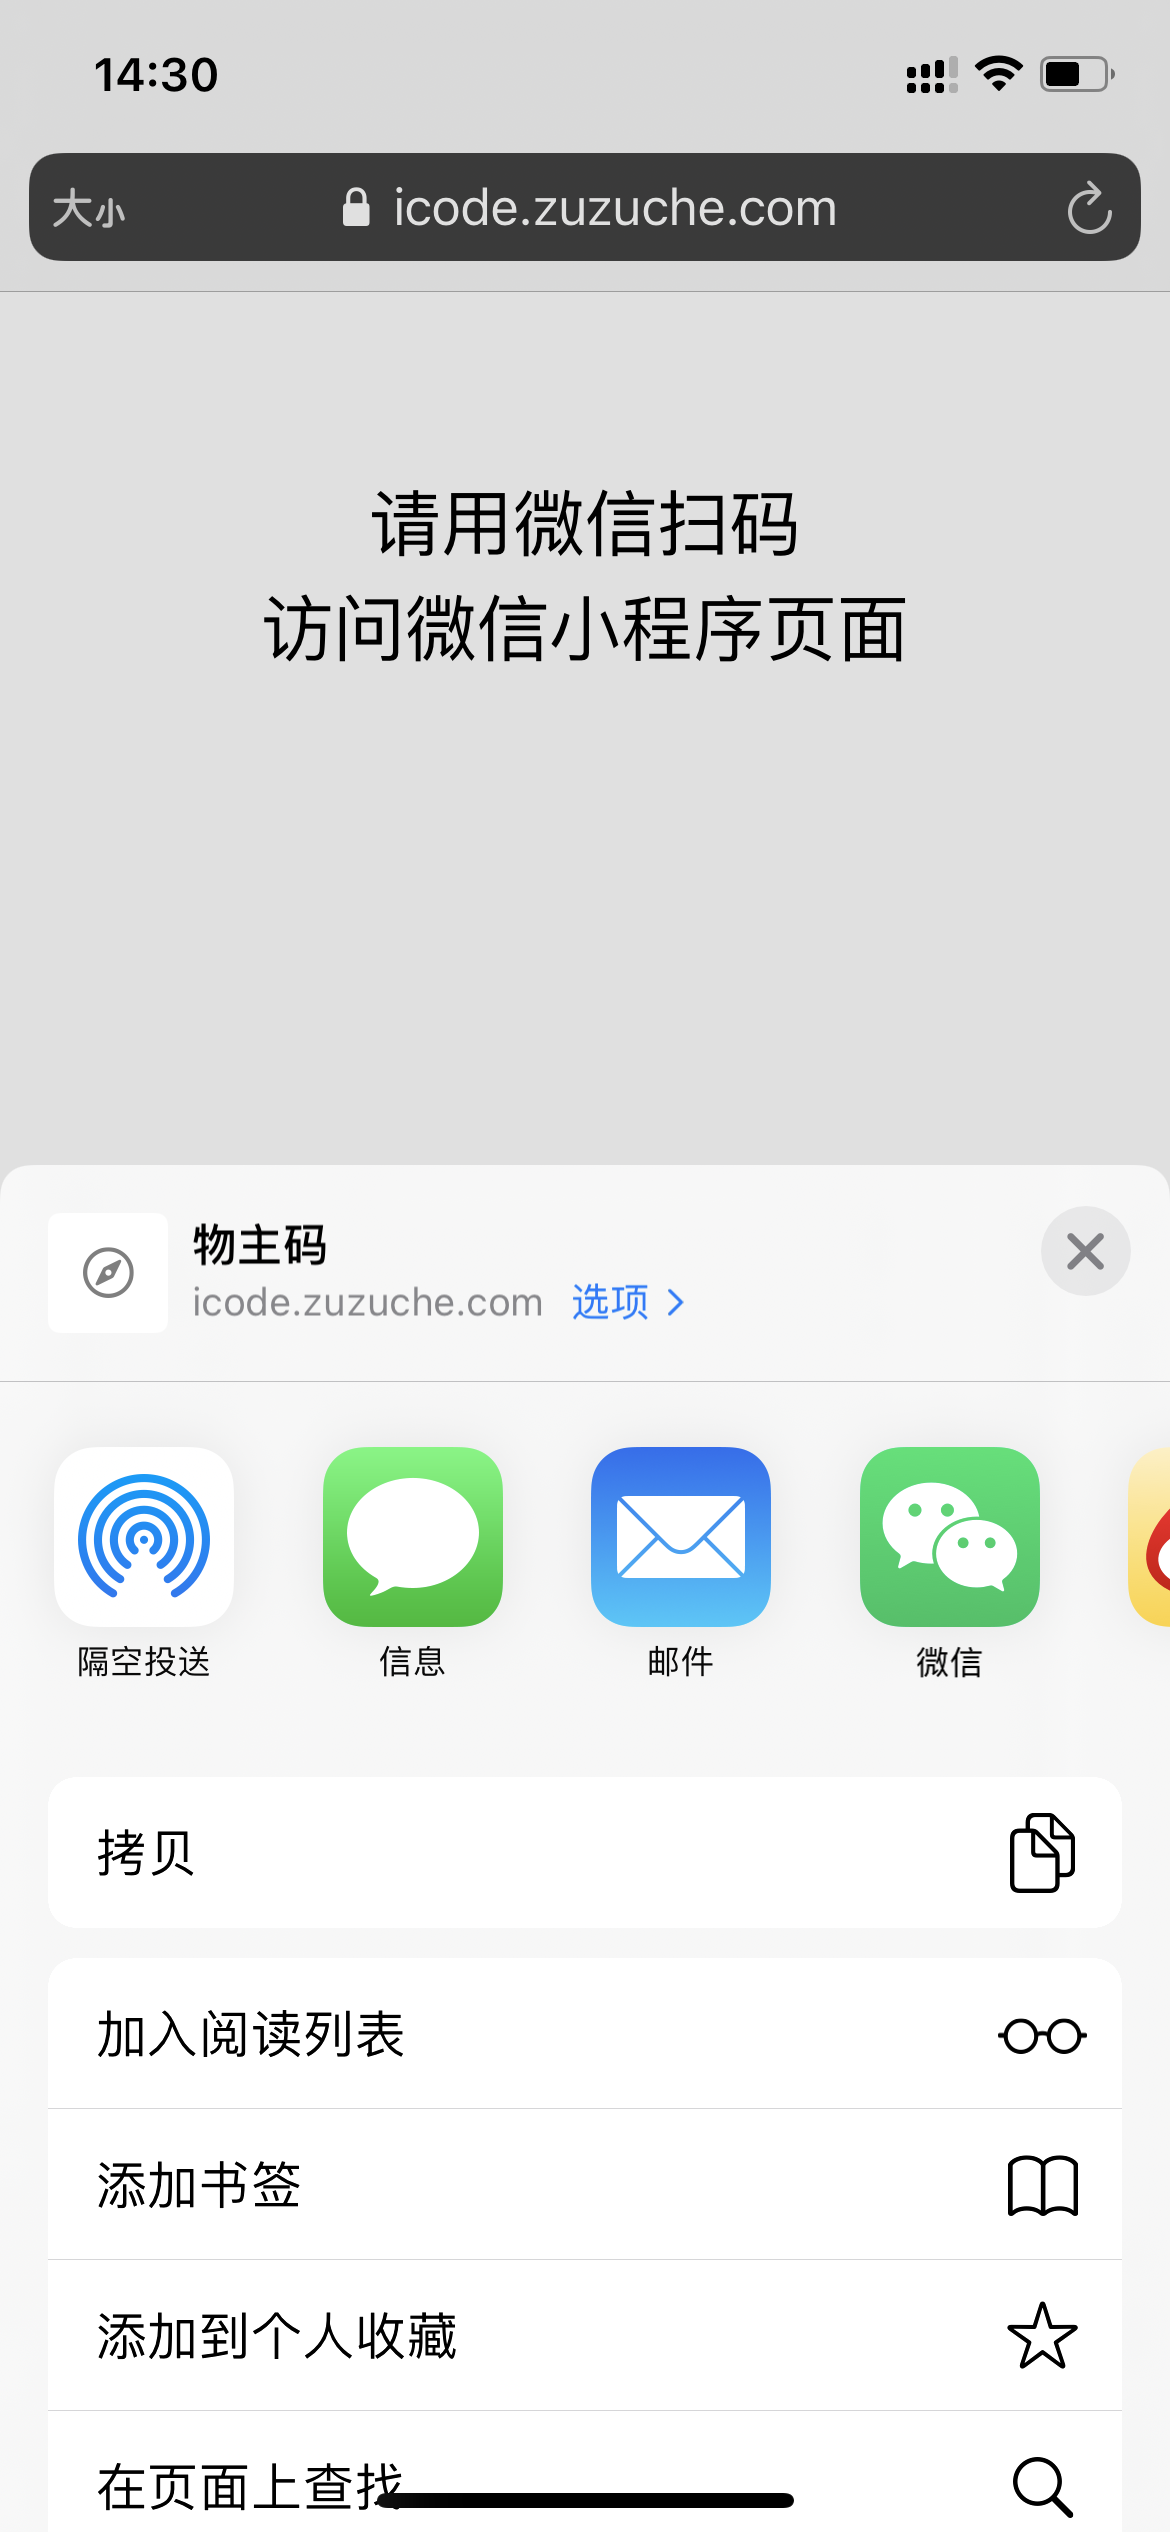 14:30
大小
icode.zuzuche.com
请用微信扫码
访问微信小程序页面
物主码
icode.zuzuche.com 选项
隔空投送 信息 邮件 微信
拷贝
加入阅读列表
添加书签
添加到个人收藏
在页面上查找